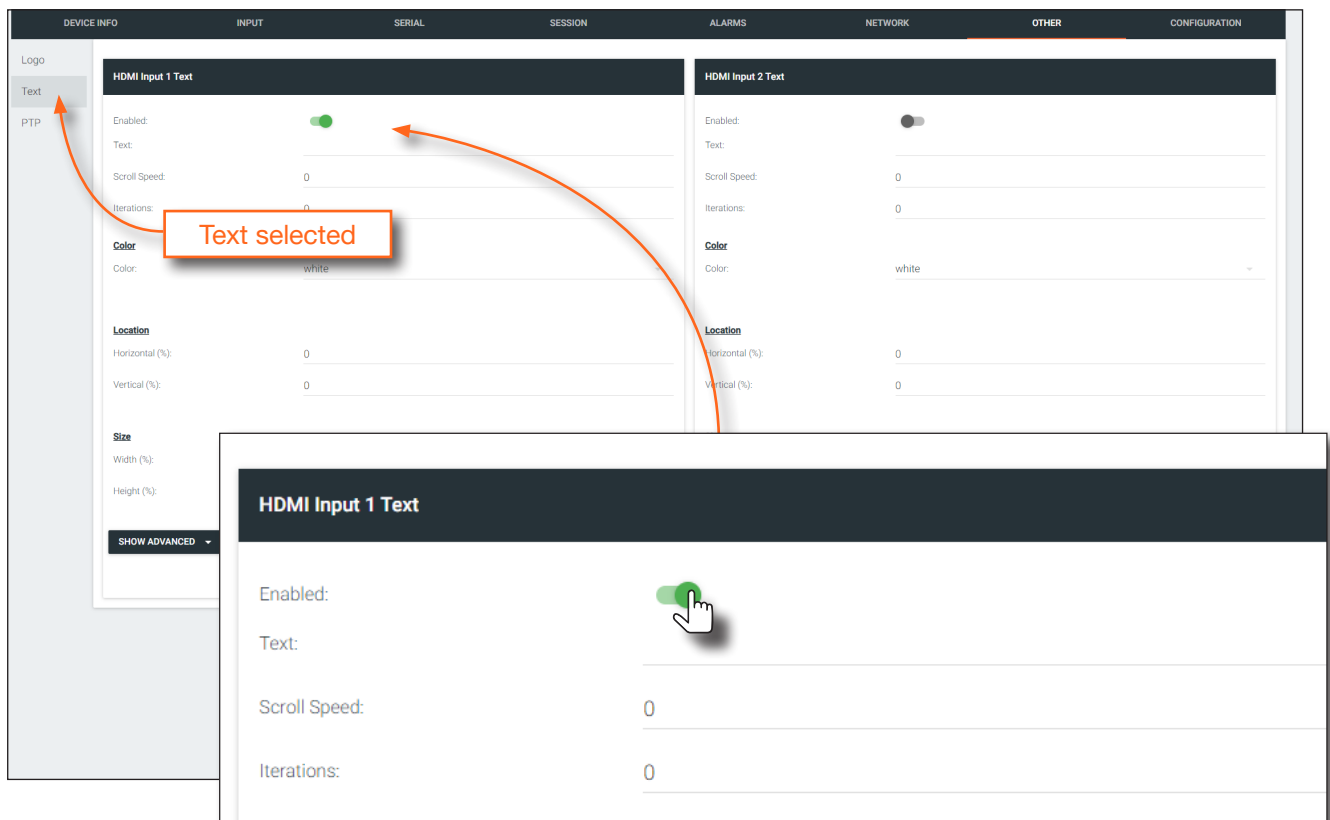 DEVICE INFO INPUT SERIAL SESSION ALARMS NETWORK OTHER CONFIGURATION
Logo
Text
PTP
HDMI Input 1 Text
Enabled:
Text:
Scroll Speed: 0
Iterations: 0
Color
Color: white
Location
Horizontal (%): 0
Vertical (%): 0
Size
Width (%):
Height (%):
SHOW ADVANCED
HDMI Input 2 Text
Enabled:
Text:
Scroll Speed: 0
Iterations: 0
Color
Color: white
Location
Horizontal (%): 0
Vertical (%): 0
Text selected
HDMI Input 1 Text
Enabled:
Text:
Scroll Speed: 0
Iterations: 0